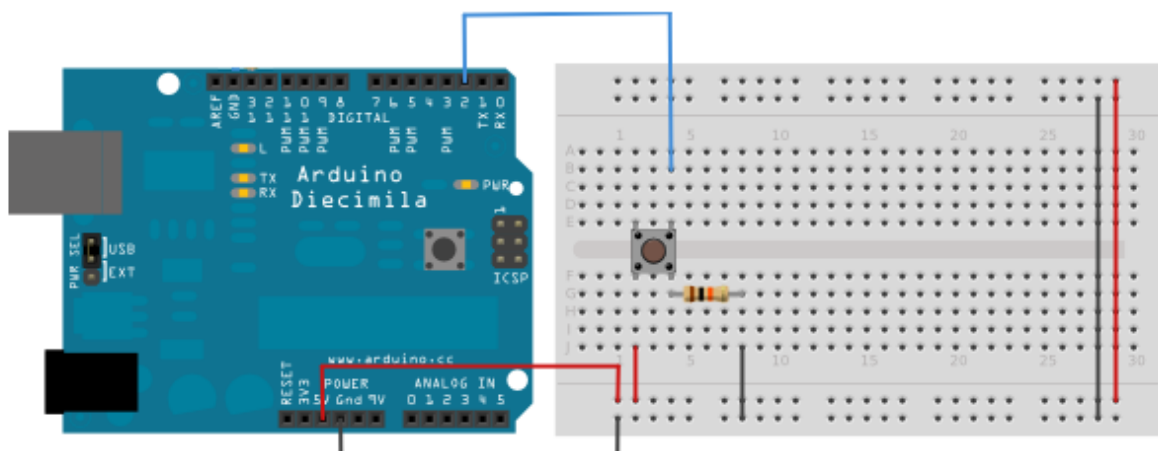 AREF
GND
13
12
11
10
9
8
7
6
5
4
3
2
TX 1
RX 0
PWM
PWM
PWM
PWM
PWM
PWM
DIGITAL
L
TX
RX
Arduino
Diecimila
PWR
1
ICSP
PWR SEL
USB
EXT
www.arduino.cc
RESET
3V3
5V Gnd 9V
POWER
ANALOG IN
0 1 2 3 4 5
1 5 10 15 20 25 30
A
B
C
D
E
F
G
H
I
J
1 5 10 15 20 25 30